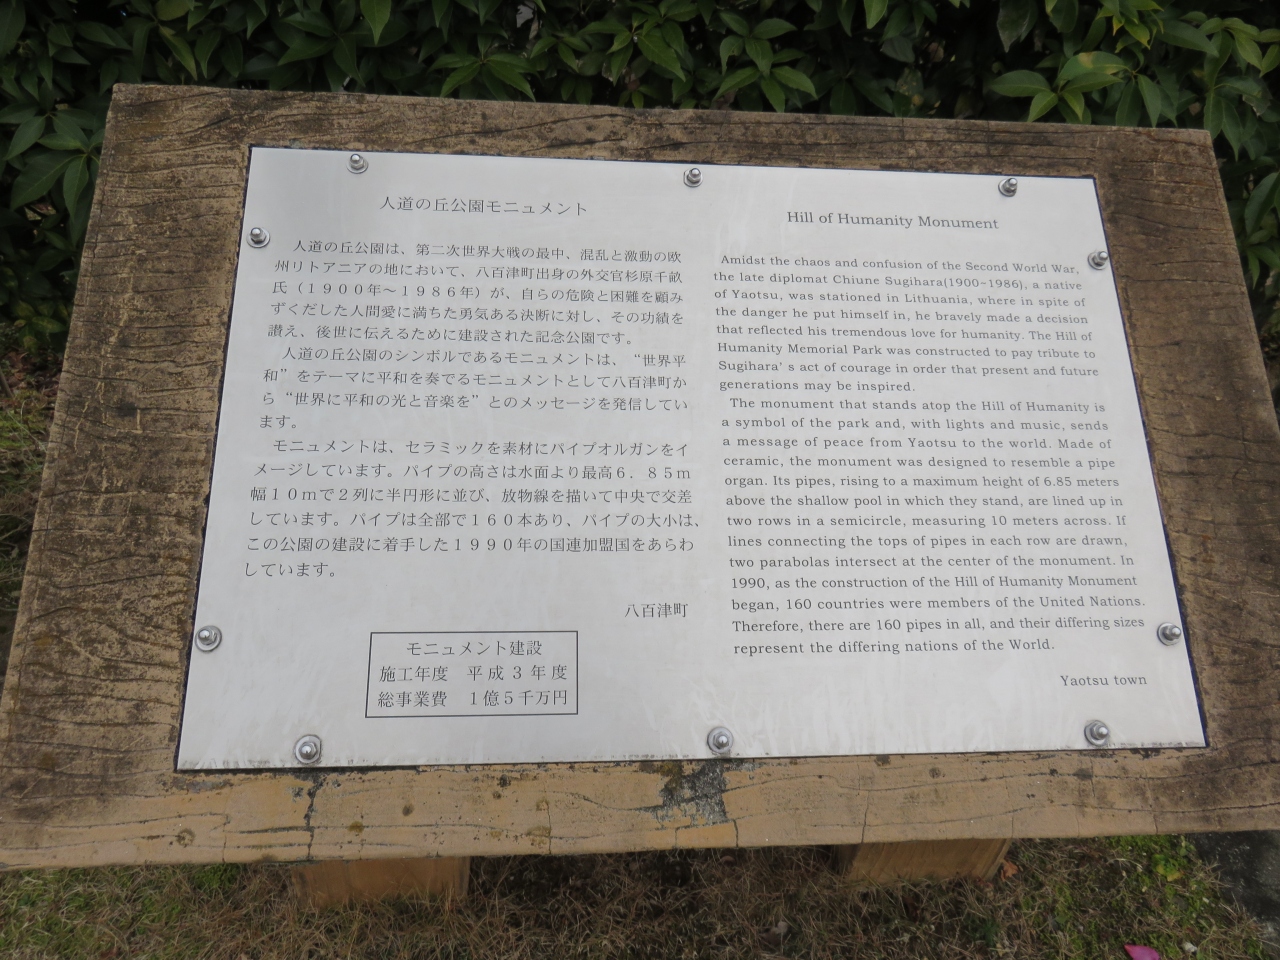 人道の丘公園モニュメント
人道の丘公園は、第二次世界大戦の最中、混乱と激動の欧
州リトアニアの地において、八百津町出身の外交官杉原千畝
氏（1900年～1986年）が、自らの危険と困難を顧み
ずくだした人間愛に満ちた勇気ある決断に対し、その功績を
讃え、後世に伝えるために建設された記念公園です。
人道の丘公園のシンボルであるモニュメントは、“世界平
和”をテーマに平和を奏でるモニュメントとして八百津町か
ら“世界に平和の光と音楽を”とのメッセージを発信してい
ます。
モニュメントは、セラミックを素材にパイプオルガンをイ
メージしています。パイプの高さは水面より最高6．85m
幅10mで2列に半円形に並び、放物線を描いて中央で交差
しています。パイプは全部で160本あり、パイプの大小は、
この公園の建設に着手した1990年の国連加盟国をあらわ
しています。
八百津町
モニュメント建設
施工年度　平成3年度
総事業費　1億5千万円
Hill of Humanity Monument
Amidst the chaos and confusion of the Second World War,
the late diplomat Chiune Sugihara(1900-1986), a native
of Yaotsu, was stationed in Lithuania, where in spite of
the danger he put himself in, he bravely made a decision
that reflected his tremendous love for humanity. The Hill of
Humanity Memorial Park was constructed to pay tribute to
Sugihara's act of courage in order that present and future
generations may be inspired.
The monument that stands atop the Hill of Humanity is
a symbol of the park and, with lights and music, sends
a message of peace from Yaotsu to the world. Made of
ceramic, the monument was designed to resemble a pipe
organ. Its pipes, rising to a maximum height of 6.85 meters
above the shallow pool in which they stand, are lined up in
two rows in a semicircle, measuring 10 meters across. If
lines connecting the tops of pipes in each row are drawn,
two parabolas intersect at the center of the monument. In
1990, as the construction of the Hill of Humanity Monument
began, 160 countries were members of the United Nations.
Therefore, there are 160 pipes in all, and their differing sizes
represent the differing nations of the World.
Yaotsu town